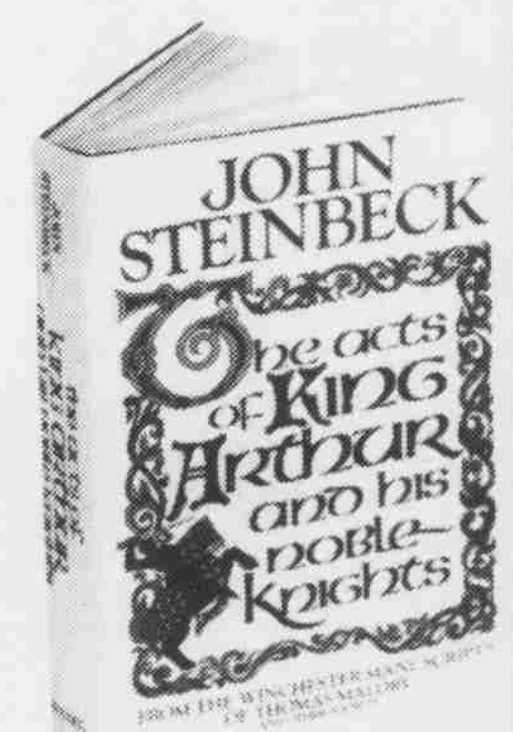 JOHN
STEINBECK
The acts
of King
Arthur
and his
noble
knights
FROM THE WINCHESTER MANUSCRIPTS
OF THOMAS MALORY